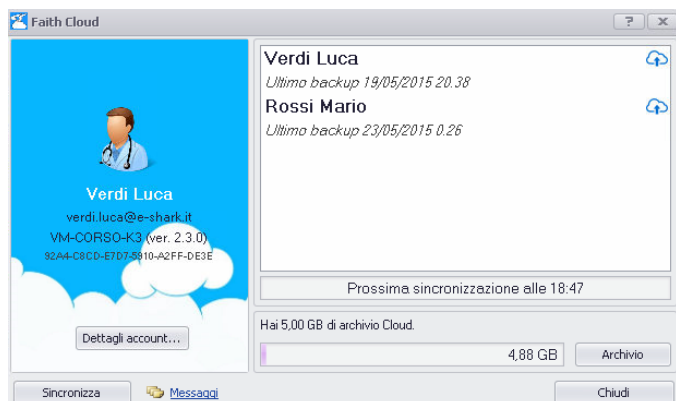 Faith Cloud
Verdi Luca
verdi.luca@e-shark.it
VM-CORSO-K3 (ver. 2.3.0)
92A4-C8CD-E7D7-5910-A2FF-DE3E
Dettagli account...
Verdi Luca
Ultimo backup 19/05/2015 20.38
Rossi Mario
Ultimo backup 23/05/2015 0.26
Prossima sincronizzazione alle 18:47
Hai 5,00 GB di archivio Cloud.
4,88 GB
Archivio
Sincronizza
Messaggi
Chiudi